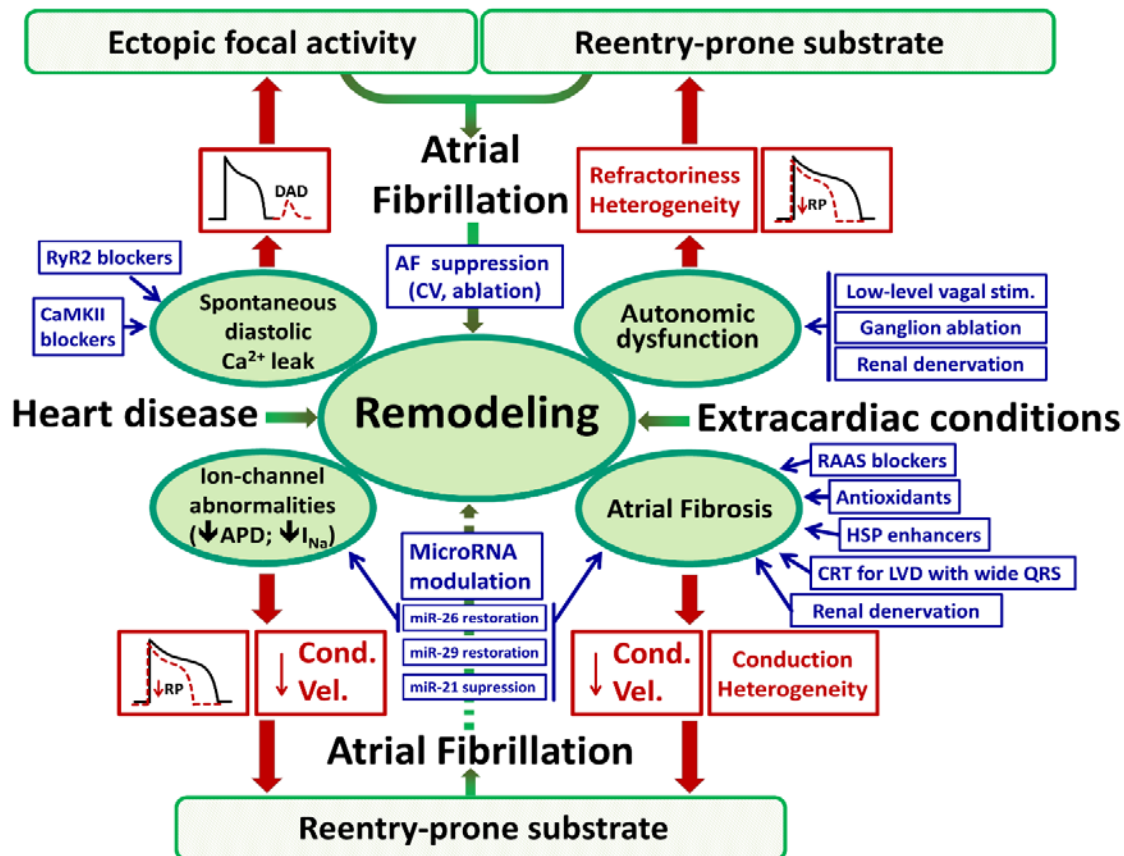 Ectopic focal activity
Reentry-prone substrate
Atrial
Fibrillation
DAD
Refractoriness
Heterogeneity
↓RP
RyR2 blockers
CaMKII
blockers
AF suppression
(CV, ablation)
Spontaneous
diastolic
Ca²⁺ leak
Autonomic
dysfunction
Low-level vagal stim.
Ganglion ablation
Renal denervation
Heart disease
Remodeling
Extracardiac conditions
Ion-channel
abnormalities
(↓APD; ↓I_Na)
Atrial Fibrosis
RAAS blockers
Antioxidants
HSP enhancers
CRT for LVD with wide QRS
Renal denervation
MicroRNA
modulation
miR-26 restoration
miR-29 restoration
miR-21 supression
↓RP
↓ Cond.
Vel.
↓ Cond.
Vel.
Conduction
Heterogeneity
Atrial Fibrillation
Reentry-prone substrate